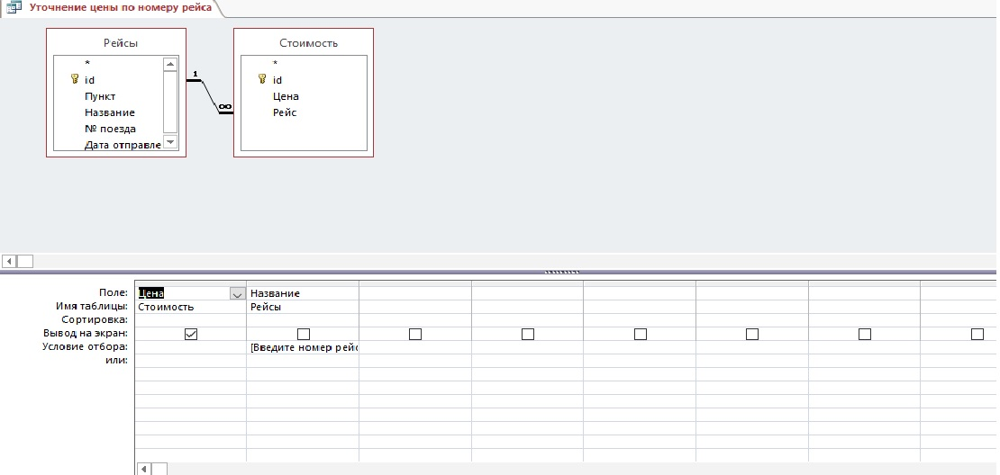 Уточнение цены по номеру рейса
Рейсы
*
id
Пункт
Название
№ поезда
Дата отправле
1
∞
Стоимость
*
id
Цена
Рейс
Поле: Цена Название
Имя таблицы: Стоимость Рейсы
Сортировка:
Вывод на экран:
Условие отбора: [Введите номер рейс
или: